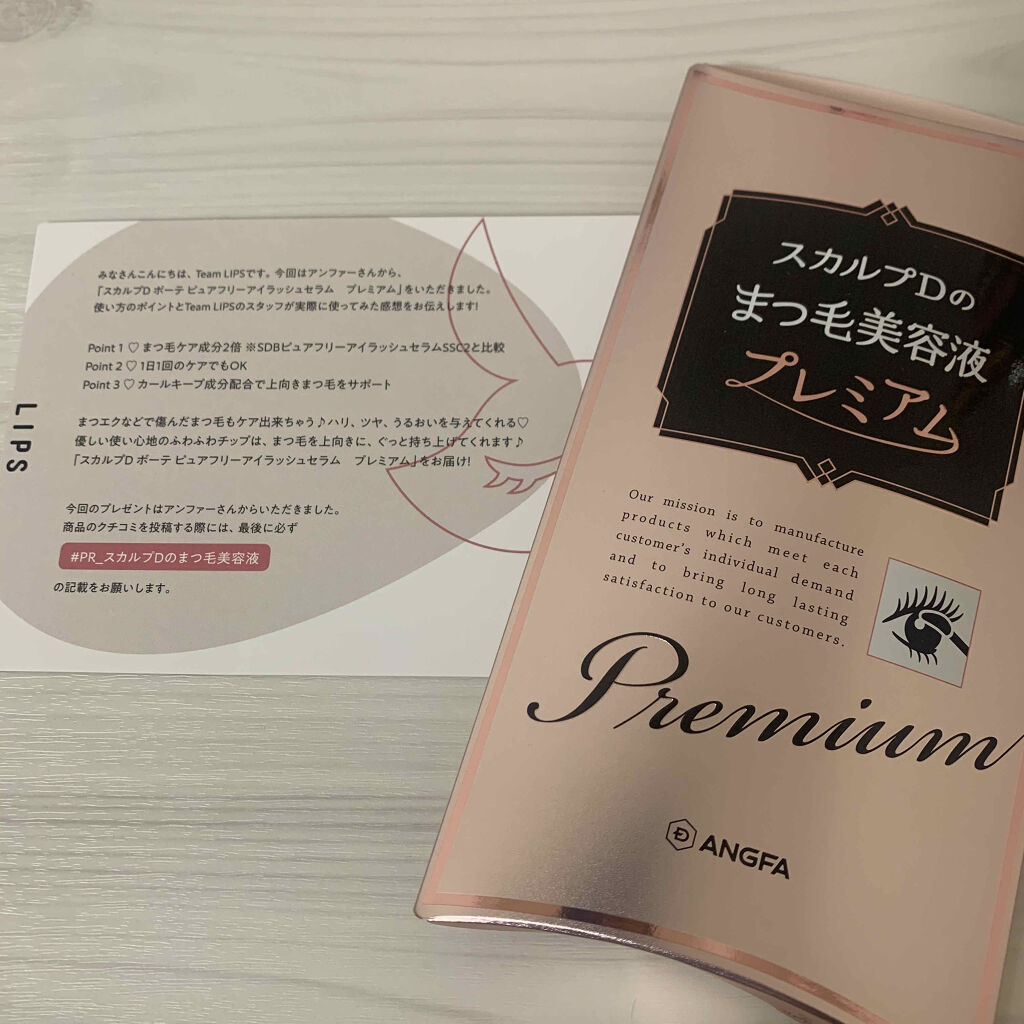 みなさんこんにちは、Team LIPSです。今回はアンファーさんから、
「スカルプD ボーテ ピュアフリーアイラッシュセラム　プレミアム」をいただきました。
使い方のポイントとTeam LIPSのスタッフが実際に使ってみた感想をお伝えします!
Point 1 ♡ まつ毛ケア成分2倍 ※SDBピュアフリーアイラッシュセラムSSC2と比較
Point 2 ♡ 1日1回のケアでもOK
Point 3 ♡ カールキープ成分配合で上向きまつ毛をサポート
まつエクなどで傷んだまつ毛もケア出来ちゃう♪ハリ、ツヤ、うるおいを与えてくれる♡
優しい使い心地のふわふわチップは、まつ毛を上向きに、ぐっと持ち上げてくれます♪
「スカルプD ボーテ ピュアフリーアイラッシュセラム　プレミアム」をお届け!
今回のプレゼントはアンファーさんからいただきました。
商品のクチコミを投稿する際には、最後に必ず
#PR_スカルプDのまつ毛美容液
の記載をお願いします。
LIPS
スカルプDの
まつ毛美容液
プレミアム
Our mission is to manufacture
products which meet each
customer's individual demand
and to bring long lasting
satisfaction to our customers.
Premium
ANGFA